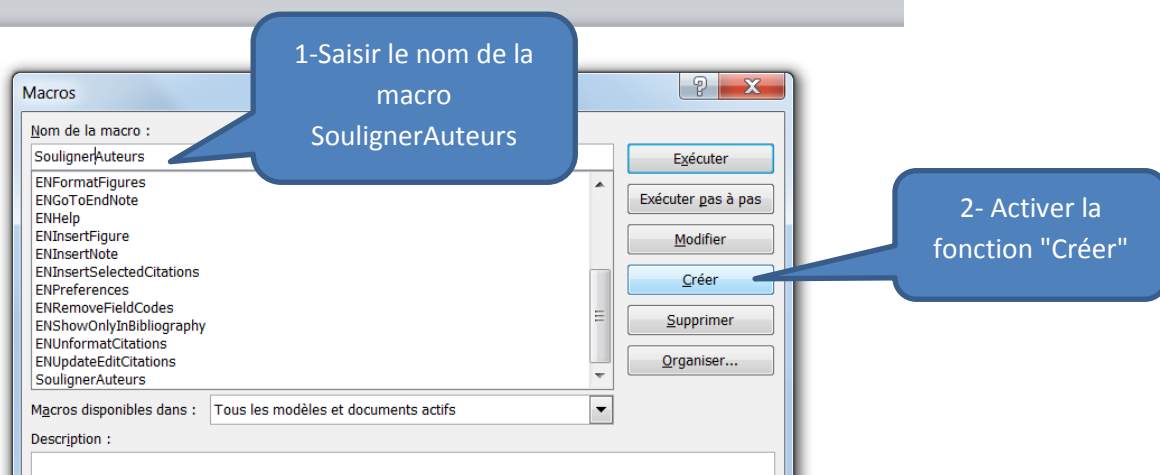 1-Saisir le nom de la
macro
SoulignerAuteurs
Macros
Nom de la macro :
SoulignerAuteurs
ENFormatFigures
ENGoToEndNote
ENHelp
ENInsertFigure
ENInsertNote
ENInsertSelectedCitations
ENPreferences
ENRemoveFieldCodes
ENShowOnlyInBibliography
ENUnformatCitations
ENUpdateEditCitations
SoulignerAuteurs
Exécuter
Exécuter pas à pas
Modifier
Créer
Supprimer
Organiser...
2- Activer la
fonction "Créer"
Macros disponibles dans : Tous les modèles et documents actifs
Description :